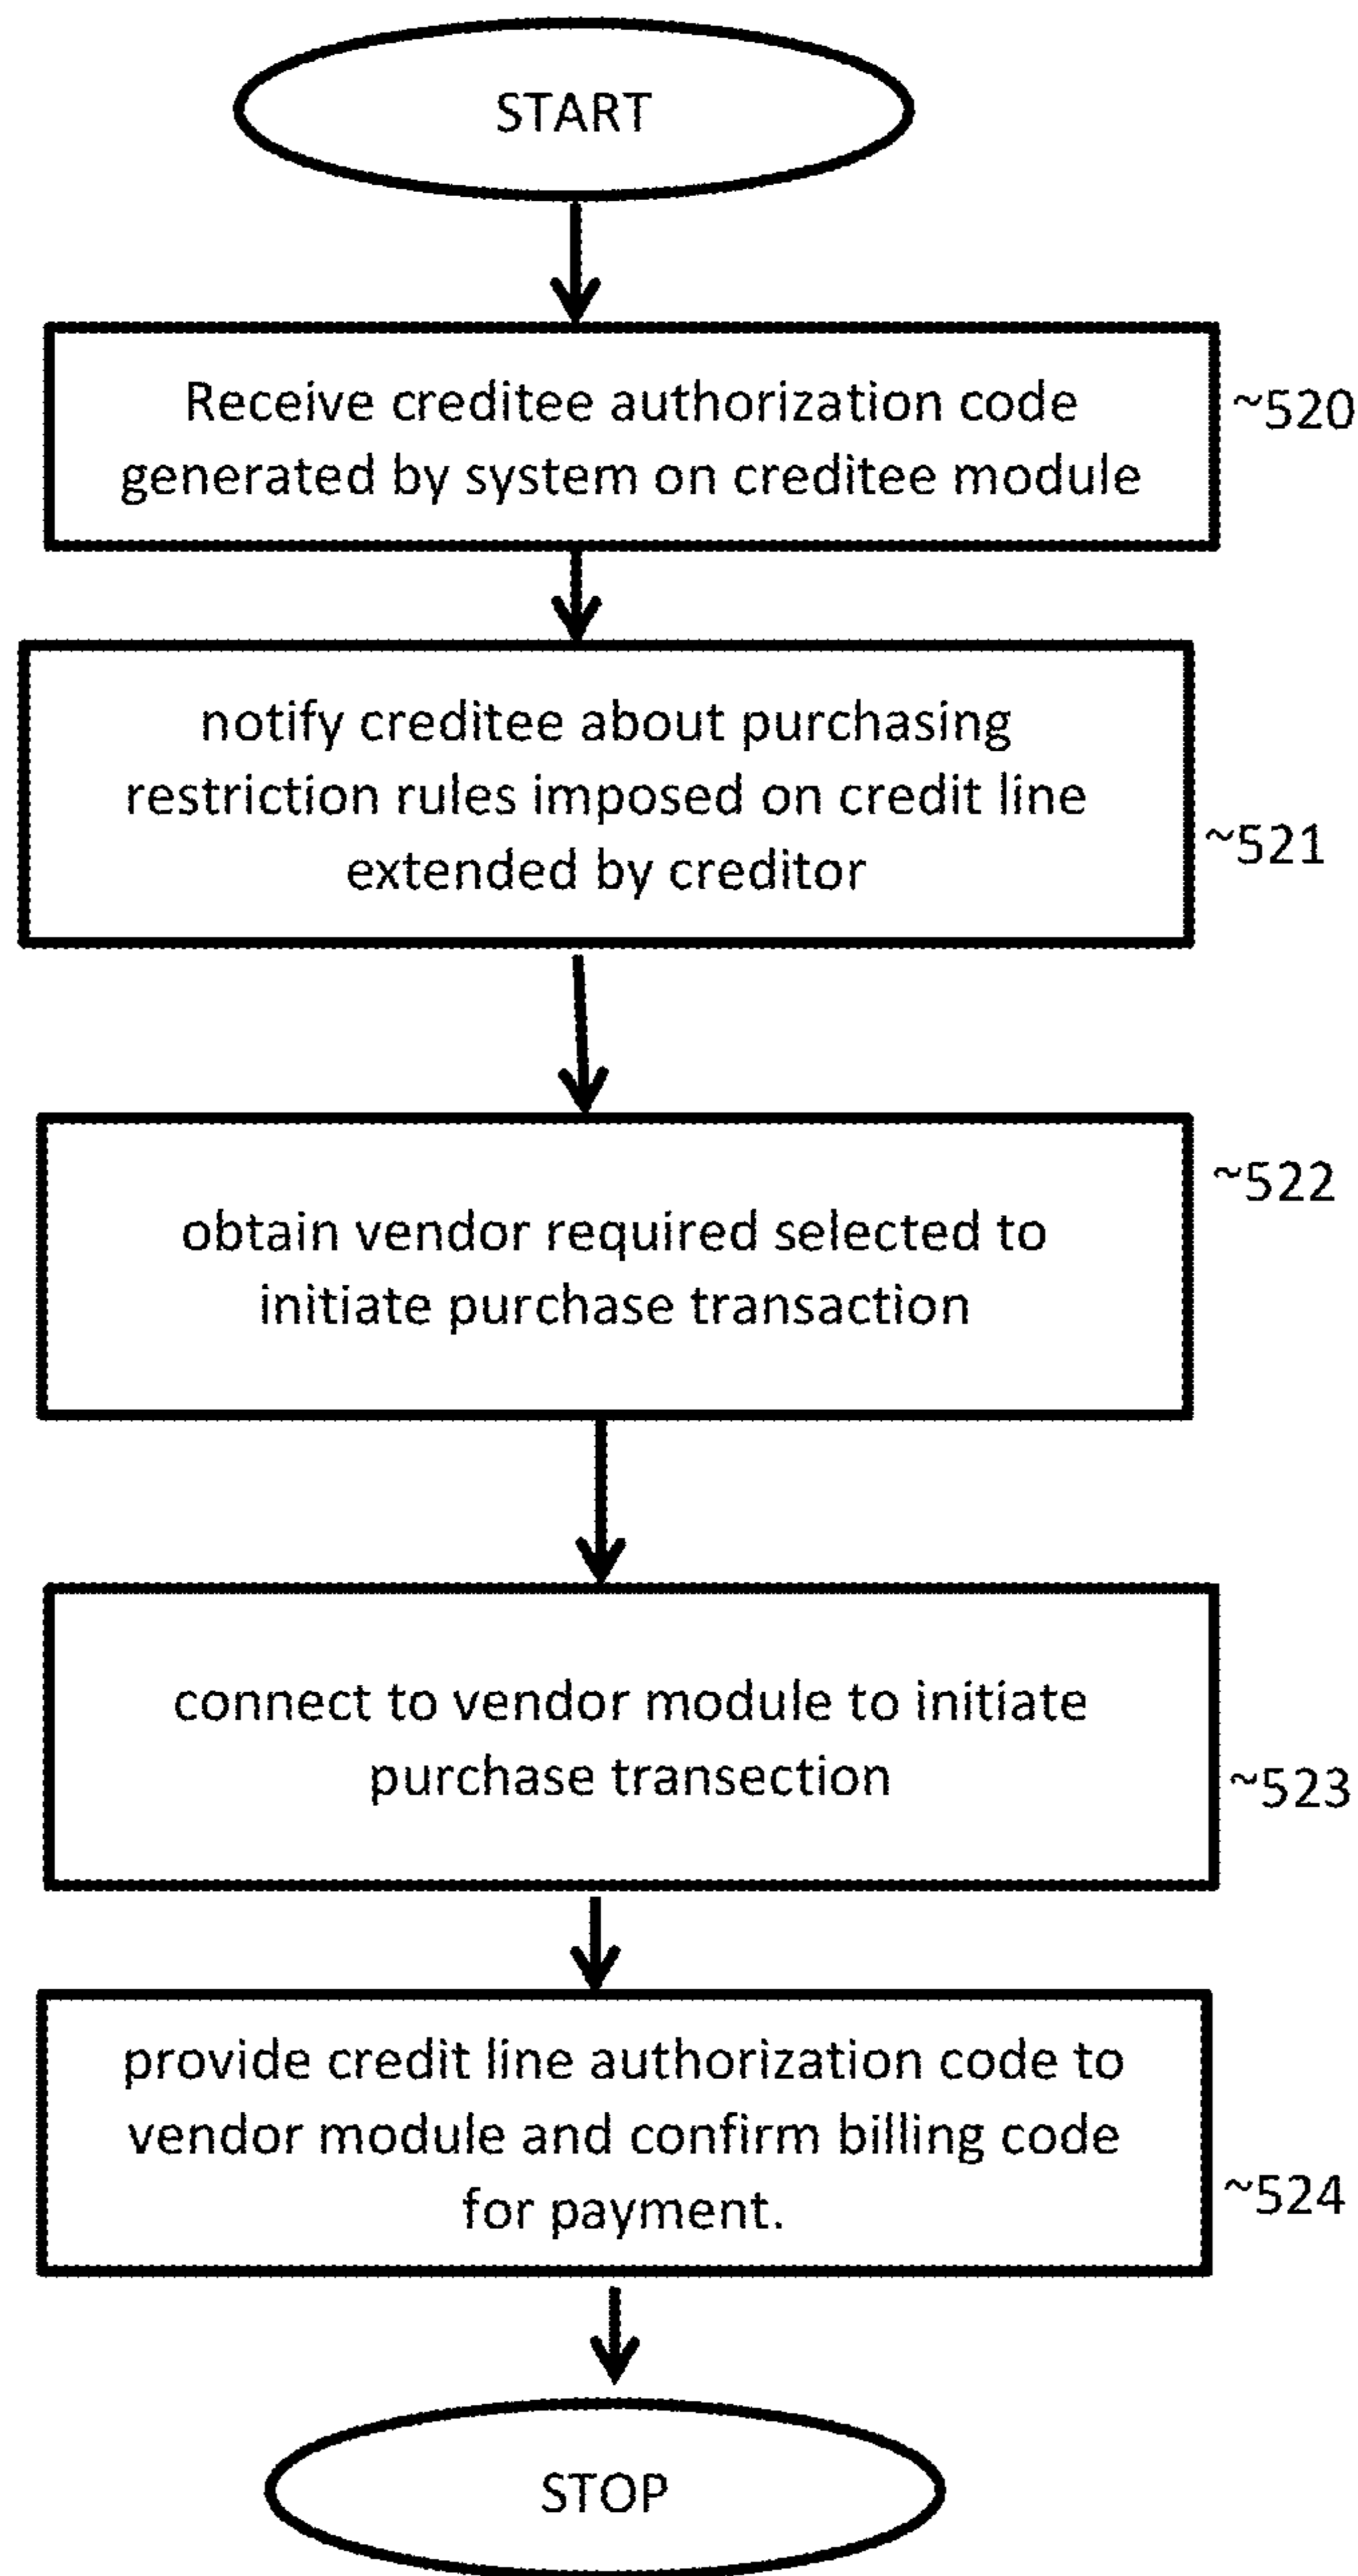 START
Receive creditee authorization code
generated by system on creditee module
~520
notify creditee about purchasing
restriction rules imposed on credit line
extended by creditor
~521
~522
obtain vendor required selected to
initiate purchase transaction
connect to vendor module to initiate
purchase transection
~523
provide credit line authorization code to
vendor module and confirm billing code
for payment.
~524
STOP